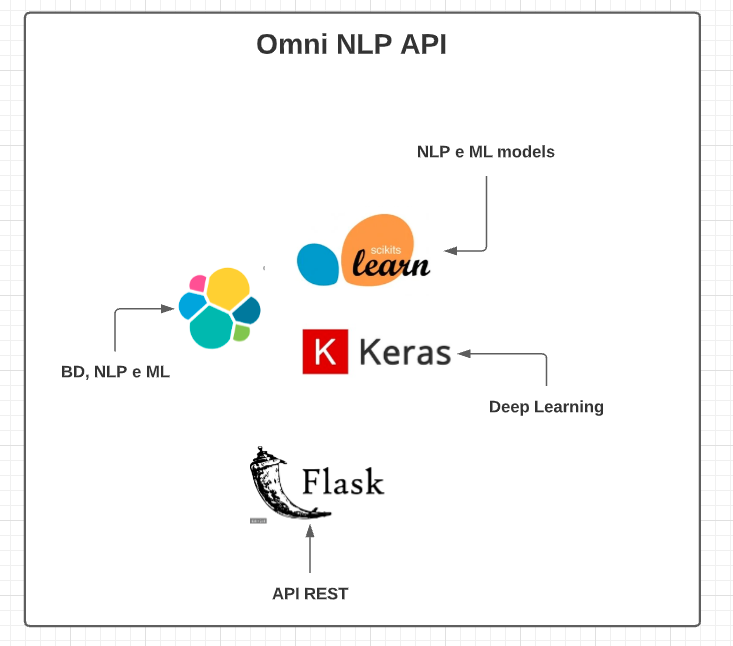 Omni NLP API
NLP e ML models
scikits
learn
BD, NLP e ML
K Keras
Deep Learning
Flask
API REST